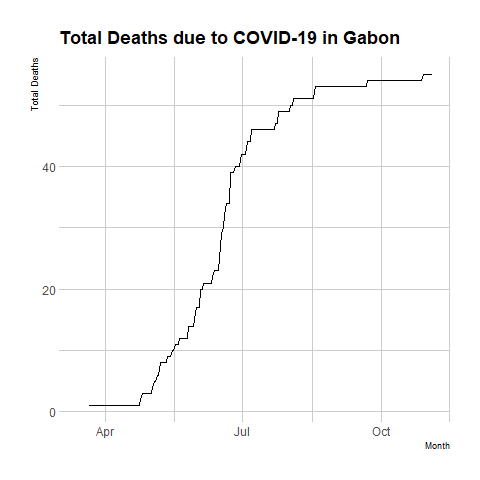 Total Deaths due to COVID-19 in Gabon
Total Deaths
40
20
0
Apr Jul Oct
Month